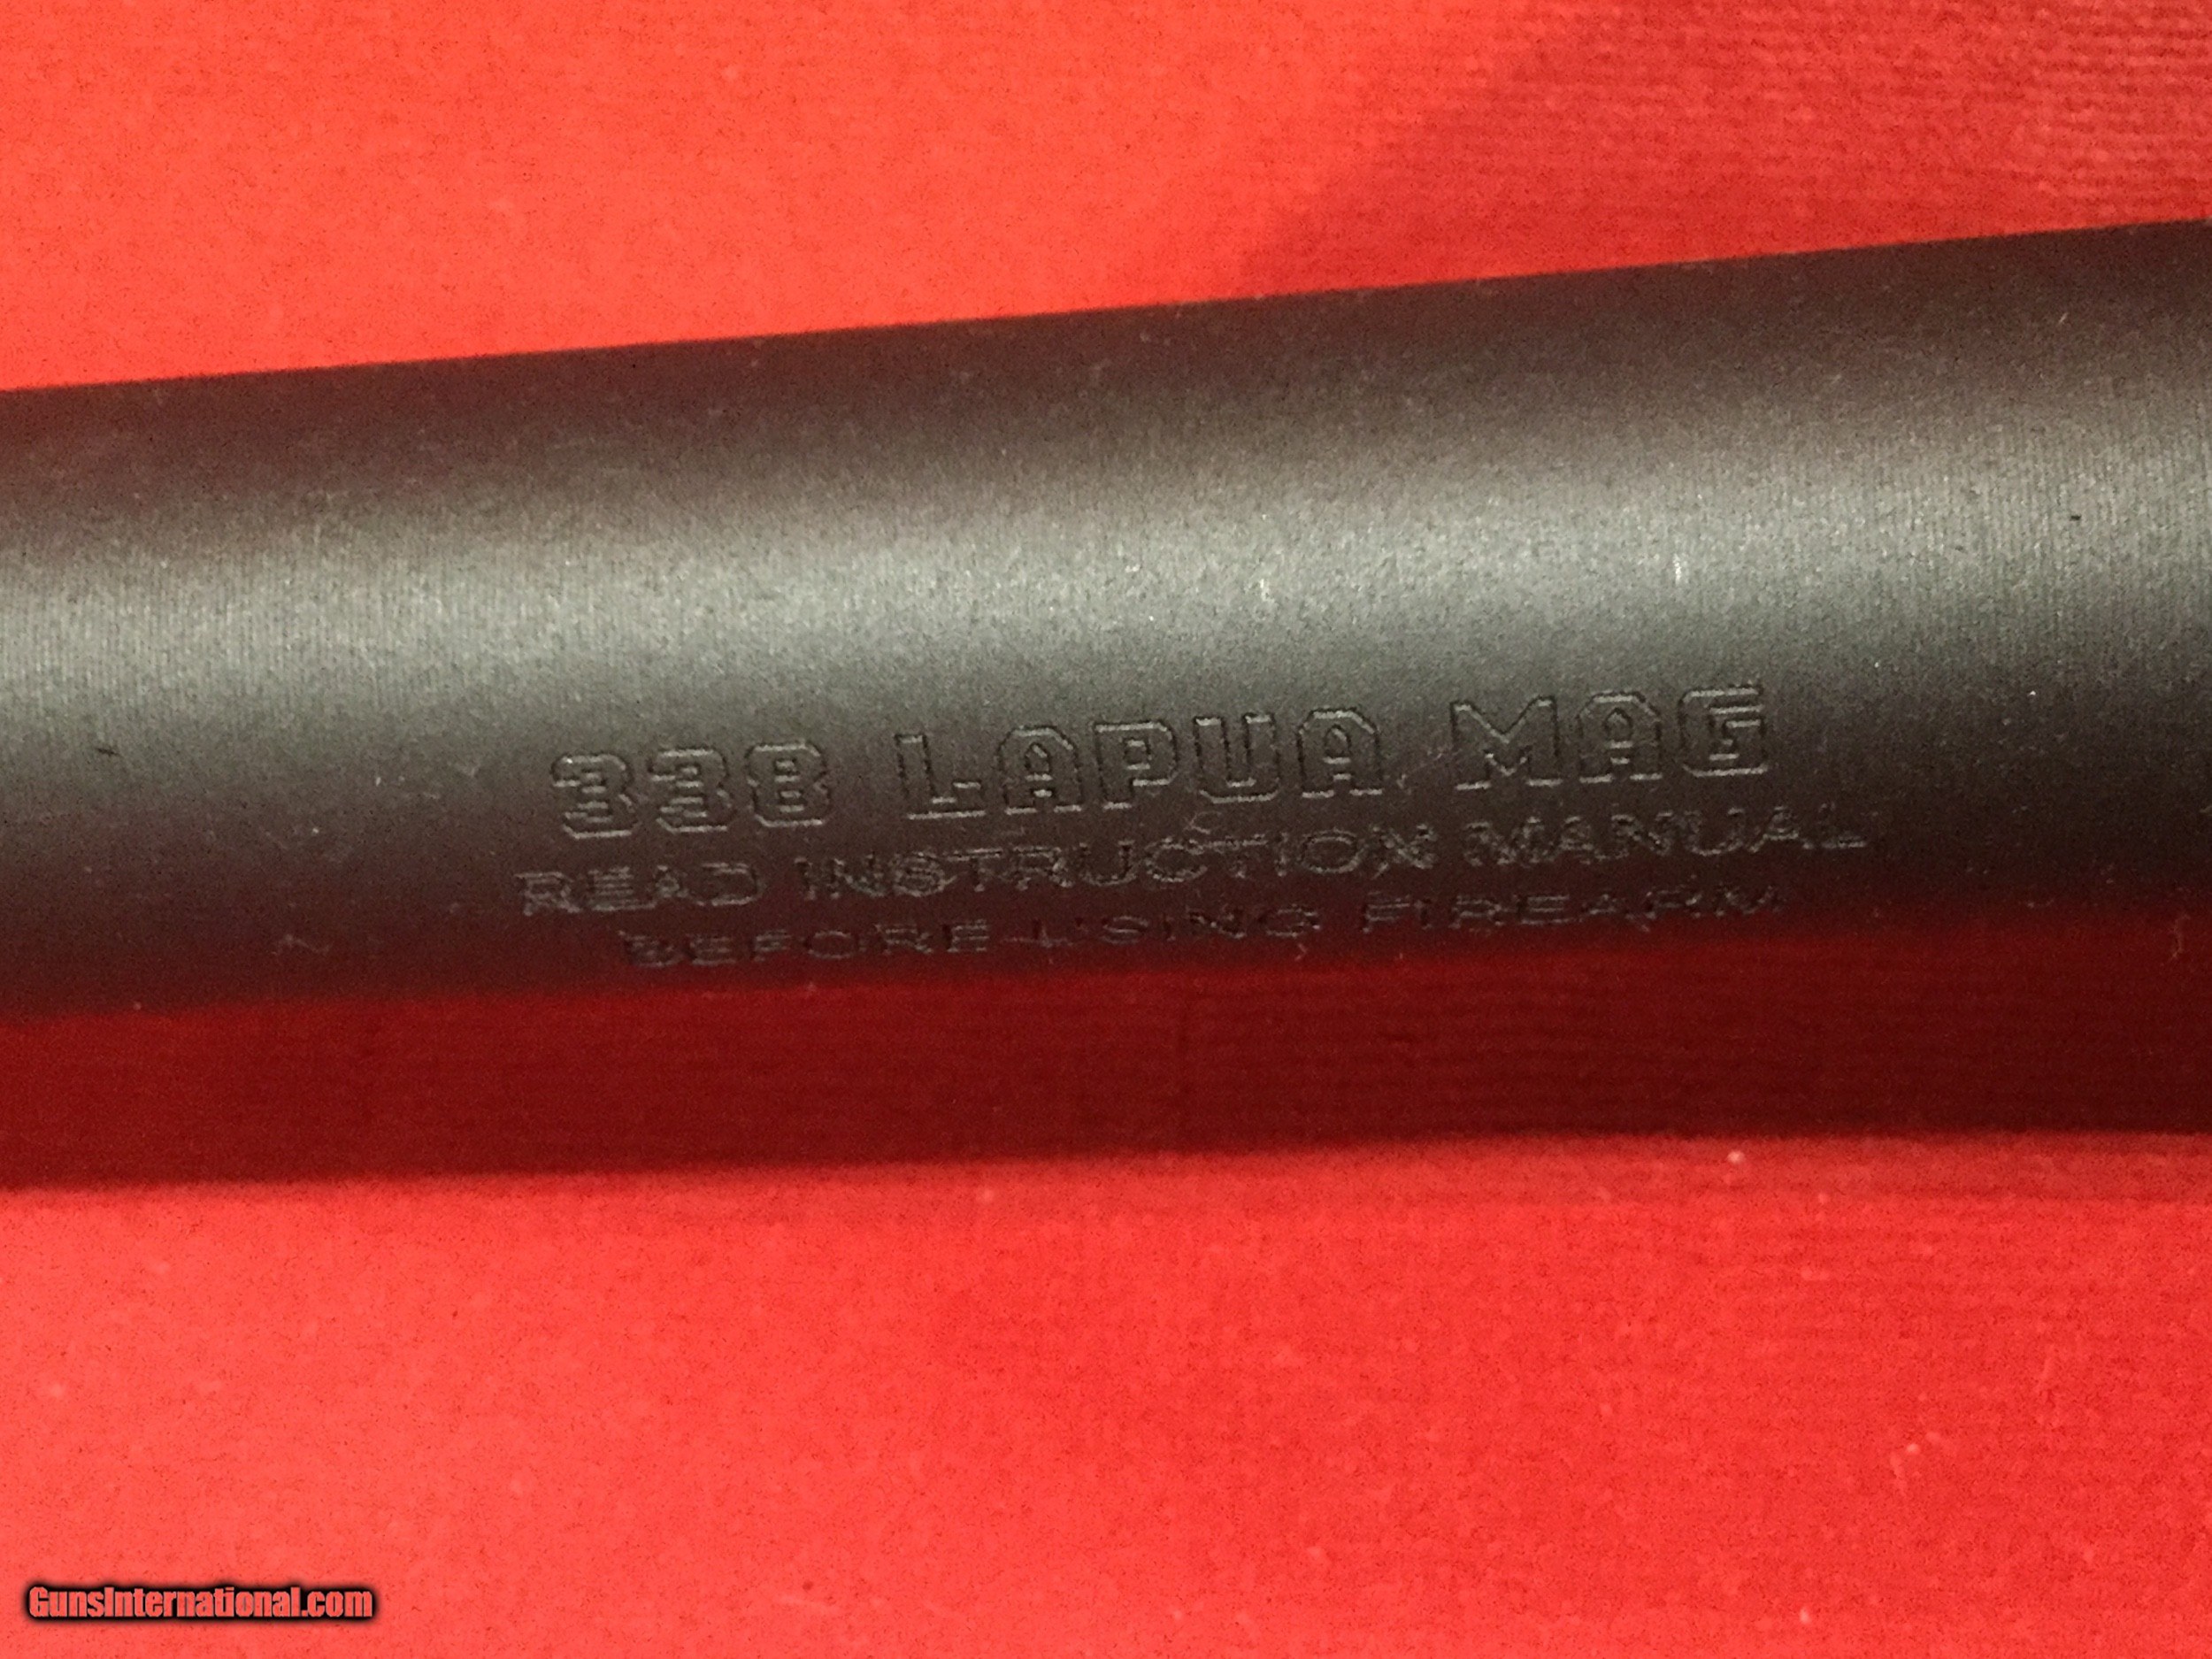 338 LAPUA MAG
READ INSTRUCTION MANUAL
BEFORE USING FIREARM
GunsInternational.com